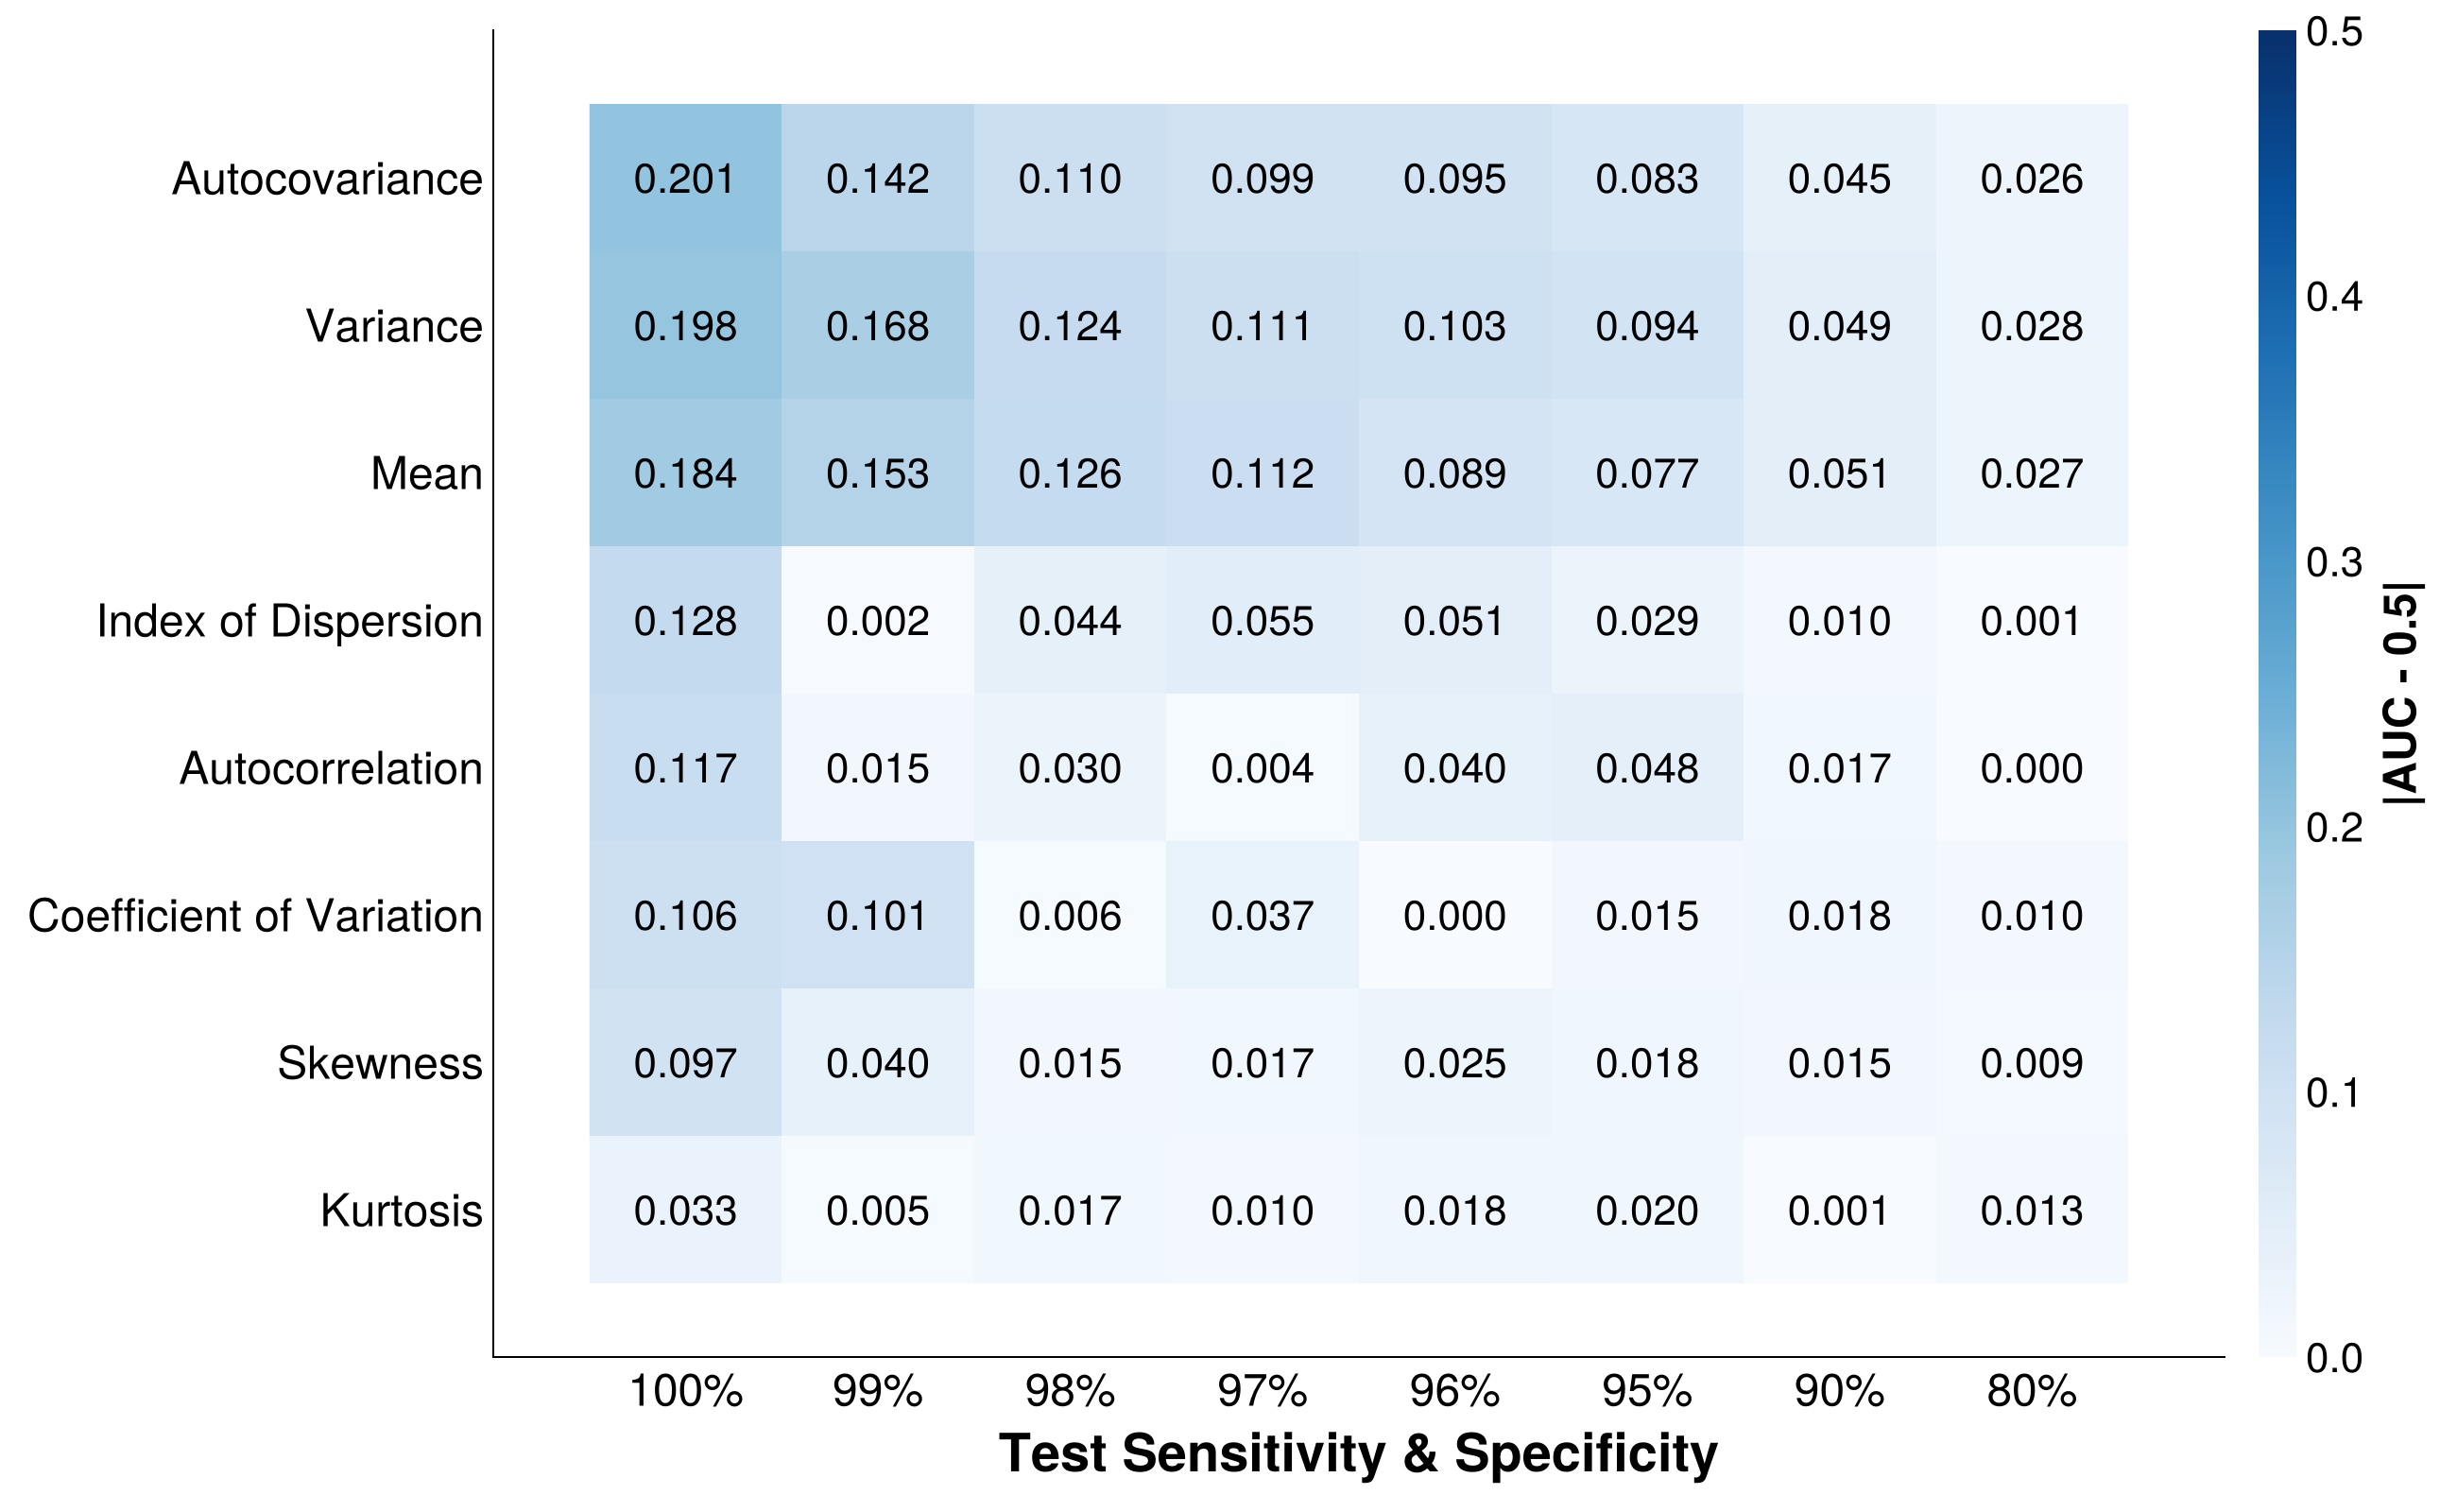 Autocovariance 0.201 0.142 0.110 0.099 0.095 0.083 0.045 0.026
Variance 0.198 0.168 0.124 0.111 0.103 0.094 0.049 0.028
Mean 0.184 0.153 0.126 0.112 0.089 0.077 0.051 0.027
Index of Dispersion 0.128 0.002 0.044 0.055 0.051 0.029 0.010 0.001
Autocorrelation 0.117 0.015 0.030 0.004 0.040 0.048 0.017 0.000
Coefficient of Variation 0.106 0.101 0.006 0.037 0.000 0.015 0.018 0.010
Skewness 0.097 0.040 0.015 0.017 0.025 0.018 0.015 0.009
Kurtosis 0.033 0.005 0.017 0.010 0.018 0.020 0.001 0.013
100% 99% 98% 97% 96% 95% 90% 80%
Test Sensitivity & Specificity
0.5
0.4
0.3
0.2
0.1
0.0
|AUC - 0.5|